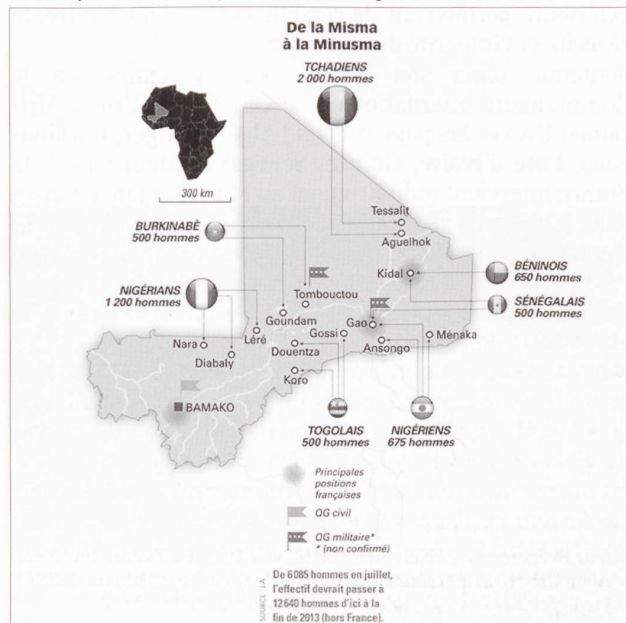 De la Misma
à la Minusma
TCHADIENS
2 000 hommes
300 km
BURKINABÈ
500 hommes
Tessalit
Aguelhok
Kidal
BÉNINOIS
650 hommes
NIGÉRIANS
1 200 hommes
Tombouctou
SÉNÉGALAIS
500 hommes
Goundam
Gao
Gossi
Ménaka
Nara
Léré
Diabaly
Douentza
Ansongo
Koro
BAMAKO
TOGOLAIS
500 hommes
NIGÉRIENS
675 hommes
Principales
positions
françaises
QG civil
QG militaire*
* (non confirmé)
De 6 085 hommes en juillet,
l'effectif devrait passer à
12 640 hommes d'ici à la
fin de 2013 (hors France).
SOURCE : J.A.